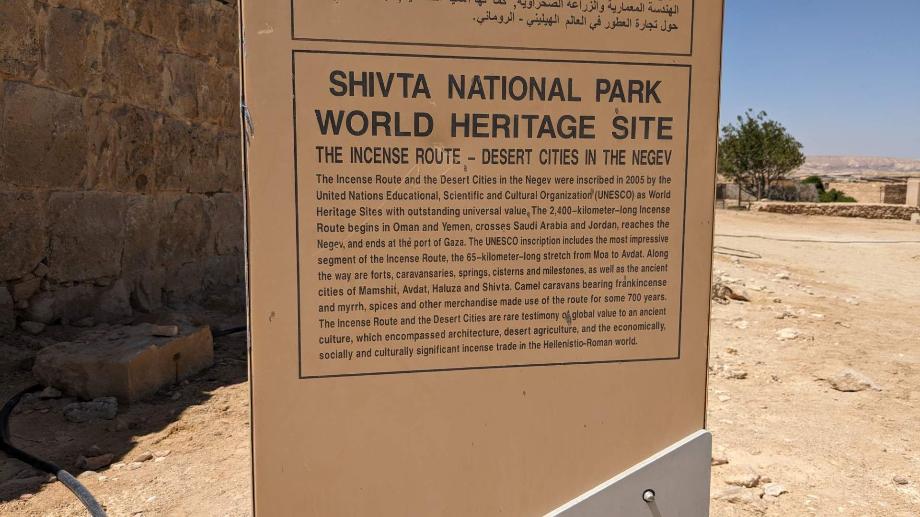 الهندسة المعمارية والزراعة الصحراوية،
حول تجارة العطور في العالم الهيليني - الروماني.
SHIVTA NATIONAL PARK
WORLD HERITAGE SITE
THE INCENSE ROUTE – DESERT CITIES IN THE NEGEV
The Incense Route and the Desert Cities in the Negev were inscribed in 2005 by the
United Nations Educational, Scientific and Cultural Organization (UNESCO) as World
Heritage Sites with outstanding universal value. The 2,400–kilometer–long Incense
Route begins in Oman and Yemen, crosses Saudi Arabia and Jordan, reaches the
Negev, and ends at the port of Gaza. The UNESCO inscription includes the most impressive
segment of the Incense Route, the 65–kilometer–long stretch from Moa to Avdat. Along
the way are forts, caravansaries, springs, cisterns and milestones, as well as the ancient
cities of Mamshit, Avdat, Haluza and Shivta. Camel caravans bearing frankincense
and myrrh, spices and other merchandise made use of the route for some 700 years.
The Incense Route and the Desert Cities are rare testimony of global value to an ancient
culture, which encompassed architecture, desert agriculture, and the economically,
socially and culturally significant incense trade in the Hellenistio-Roman world.